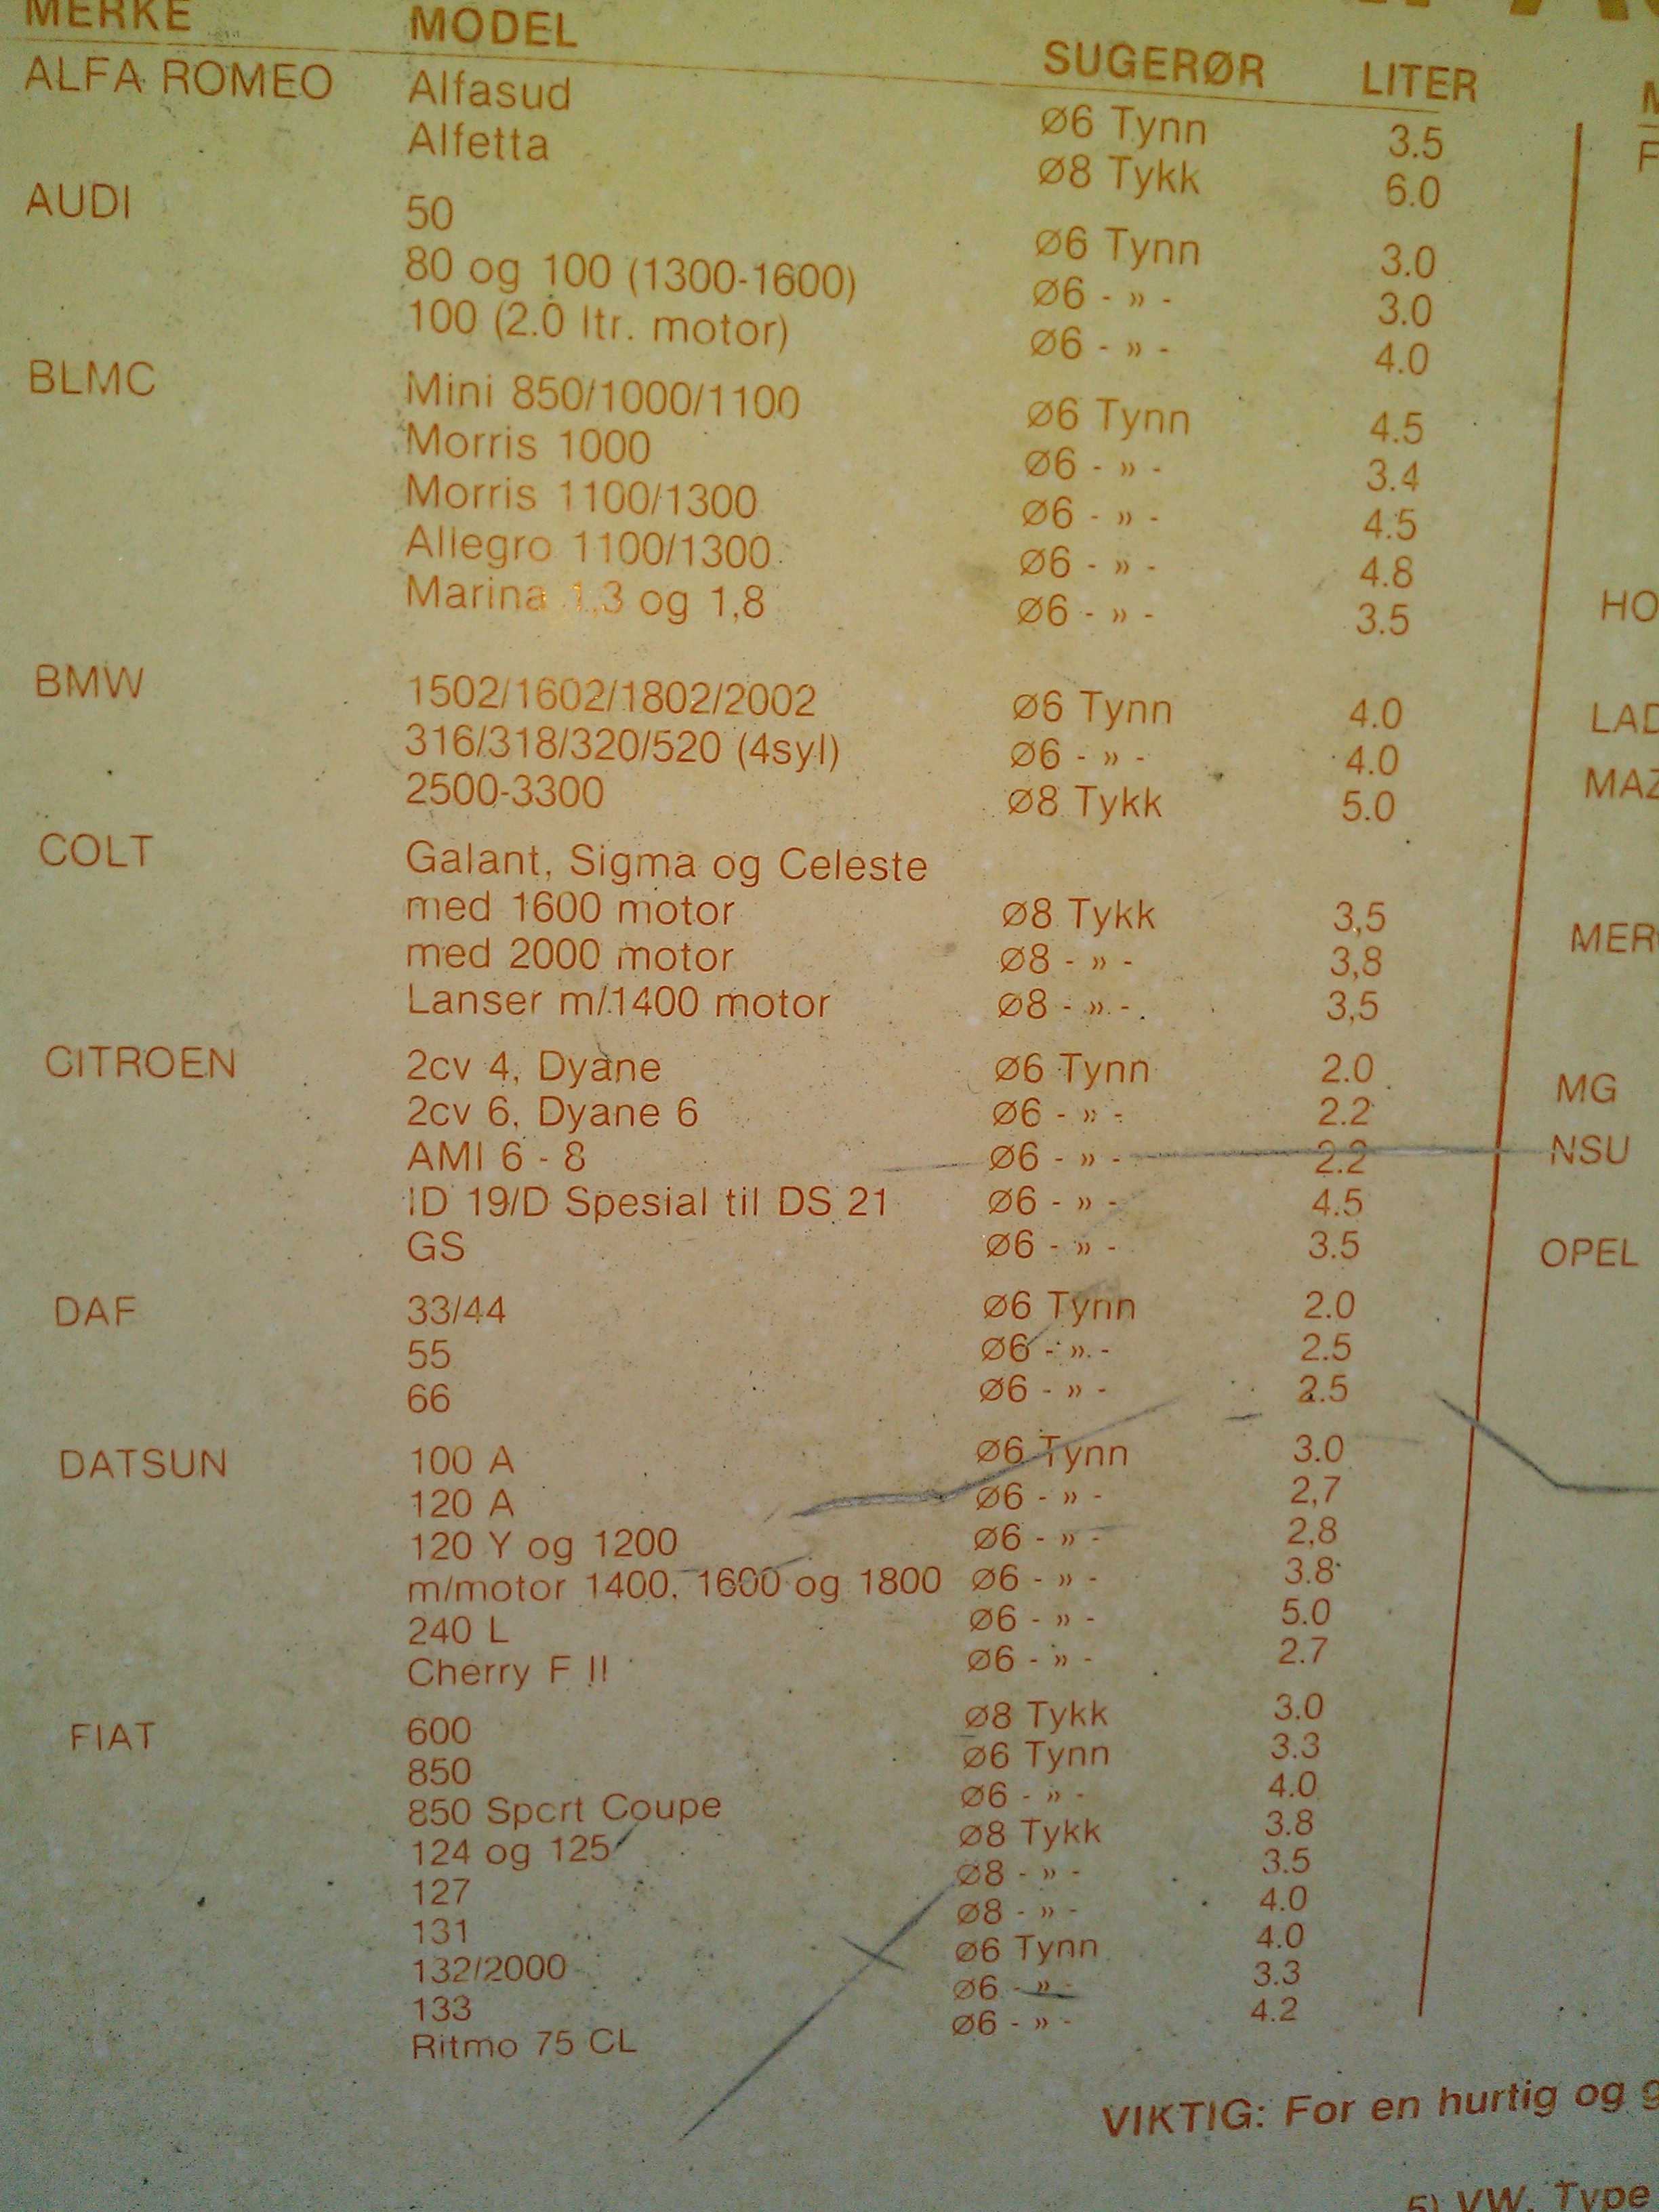 MERKE MODEL SUGERØR LITER
ALFA ROMEO Alfasud Ø6 Tynn 3.5
Alfetta Ø8 Tykk 6.0
AUDI 50 Ø6 Tynn 3.0
80 og 100 (1300-1600) Ø6 - » - 3.0
100 (2.0 ltr. motor) Ø6 - » - 4.0
BLMC Mini 850/1000/1100 Ø6 Tynn 4.5
Morris 1000 Ø6 - » - 3.4
Morris 1100/1300 Ø6 - » - 4.5
Allegro 1100/1300 Ø6 - » - 4.8
Marina 1,3 og 1,8 Ø6 - » - 3.5
BMW 1502/1602/1802/2002 Ø6 Tynn 4.0
316/318/320/520 (4syl) Ø6 - » - 4.0
2500-3300 Ø8 Tykk 5.0
COLT Galant, Sigma og Celeste
med 1600 motor Ø8 Tykk 3,5
med 2000 motor Ø8 - » - 3,8
Lanser m/1400 motor Ø8 - » - 3,5
CITROEN 2cv 4, Dyane Ø6 Tynn 2.0
2cv 6, Dyane 6 Ø6 - » - 2.2
AMI 6 - 8 Ø6 - » - 2.2
ID 19/D Spesial til DS 21 Ø6 - » - 4.5
GS Ø6 - » - 3.5
DAF 33/44 Ø6 Tynn 2.0
55 Ø6 - » - 2.5
66 Ø6 - » - 2.5
DATSUN 100 A Ø6 Tynn 3.0
120 A Ø6 - » - 2,7
120 Y og 1200 Ø6 - » - 2,8
m/motor 1400, 1600 og 1800 Ø6 - » - 3.8
240 L Ø6 - » - 5.0
Cherry F II Ø6 - » - 2.7
FIAT 600 Ø8 Tykk 3.0
850 Ø6 Tynn 3.3
850 Sport Coupe Ø6 - » - 4.0
124 og 125 Ø8 Tykk 3.8
127 Ø8 - » - 3.5
131 Ø8 - » - 4.0
132/2000 Ø6 Tynn 4.0
133 Ø6 - » - 3.3
Ritmo 75 CL Ø6 - » - 4.2
HO
LAD
MAZ
MER
MG
NSU
OPEL
VIKTIG: For en hurtig og g
5) VW. Type